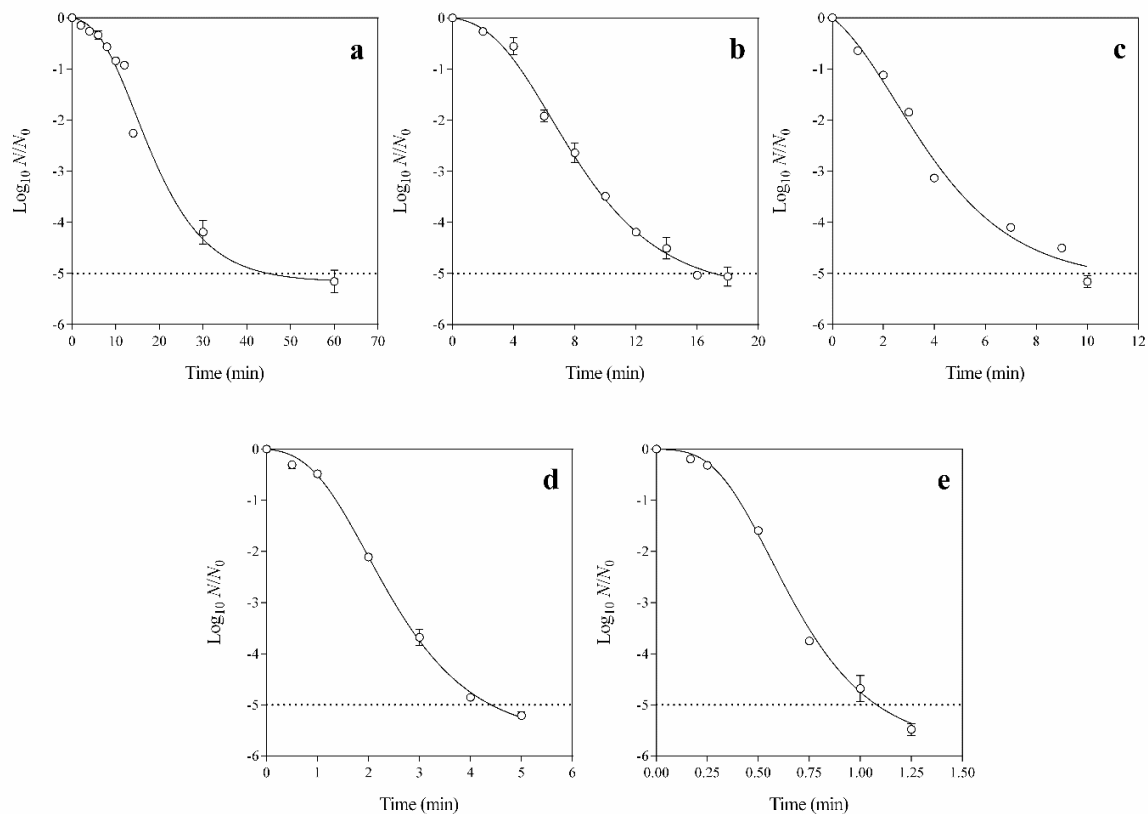 a
0
-1
-2
-3
-4
-5
-6
Log₁₀ N/N₀
0 10 20 30 40 50 60 70
Time (min)
b
0
-1
-2
-3
-4
-5
-6
Log₁₀ N/N₀
0 4 8 12 16 20
Time (min)
c
0
-1
-2
-3
-4
-5
-6
Log₁₀ N/N₀
0 2 4 6 8 10 12
Time (min)
d
0
-1
-2
-3
-4
-5
-6
Log₁₀ N/N₀
0 1 2 3 4 5 6
Time (min)
e
0
-1
-2
-3
-4
-5
-6
Log₁₀ N/N₀
0.00 0.25 0.50 0.75 1.00 1.25 1.50
Time (min)